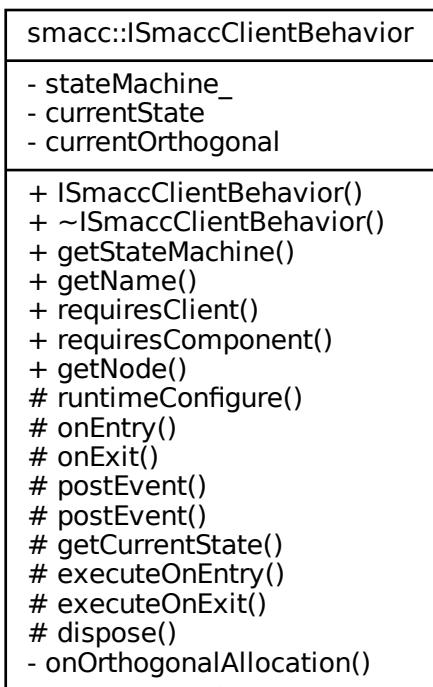 smacc::ISmaccClientBehavior
- stateMachine_
- currentState
- currentOrthogonal
+ ISmaccClientBehavior()
+ ~ISmaccClientBehavior()
+ getStateMachine()
+ getName()
+ requiresClient()
+ requiresComponent()
+ getNode()
# runtimeConfigure()
# onEntry()
# onExit()
# postEvent()
# postEvent()
# getCurrentState()
# executeOnEntry()
# executeOnExit()
# dispose()
- onOrthogonalAllocation()